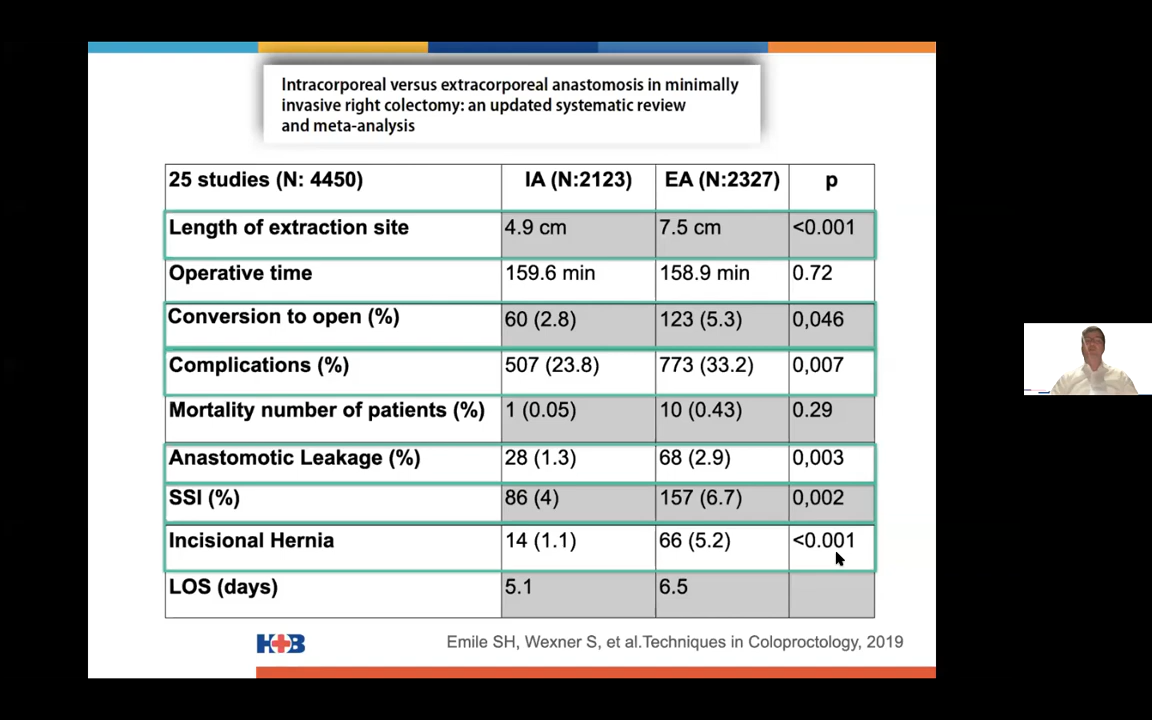 Intracorporeal versus extracorporeal anastomosis in minimally
invasive right colectomy: an updated systematic review
and meta-analysis
25 studies (N: 4450) IA (N:2123) EA (N:2327) p
Length of extraction site 4.9 cm 7.5 cm <0.001
Operative time 159.6 min 158.9 min 0.72
Conversion to open (%) 60 (2.8) 123 (5.3) 0,046
Complications (%) 507 (23.8) 773 (33.2) 0,007
Mortality number of patients (%) 1 (0.05) 10 (0.43) 0.29
Anastomotic Leakage (%) 28 (1.3) 68 (2.9) 0,003
SSI (%) 86 (4) 157 (6.7) 0,002
Incisional Hernia 14 (1.1) 66 (5.2) <0.001
LOS (days) 5.1 6.5
H+B Emile SH, Wexner S, et al.Techniques in Coloproctology, 2019